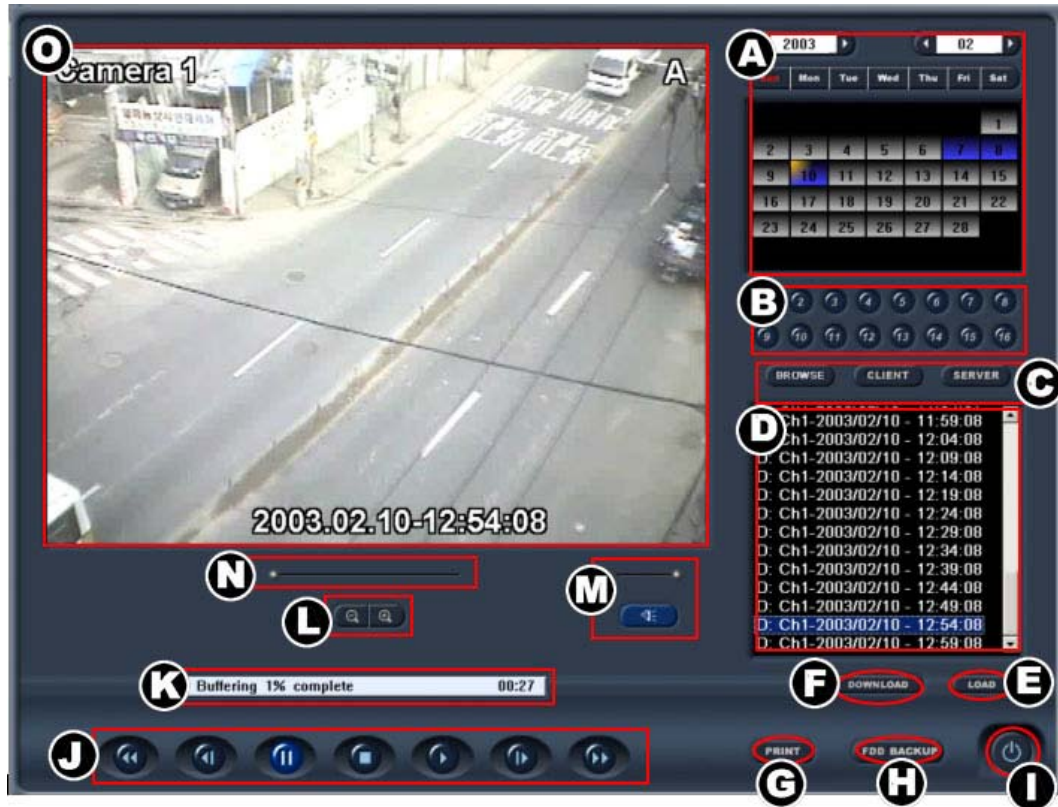 O
Camera 1
A
A
2003
02
Mon Tue Wed Thu Fri Sat
1
2 3 4 5 6 7 8
9 10 11 12 13 14 15
16 17 18 19 20 21 22
23 24 25 26 27 28
B
2 3 4 5 6 7 8
9 10 11 12 13 14 15 16
BROWSE CLIENT SERVER
C
D
Ch1-2003/02/10 - 11:59:08
Ch1-2003/02/10 - 12:04:08
D: Ch1-2003/02/10 - 12:09:08
D: Ch1-2003/02/10 - 12:14:08
D: Ch1-2003/02/10 - 12:19:08
D: Ch1-2003/02/10 - 12:24:08
D: Ch1-2003/02/10 - 12:29:08
D: Ch1-2003/02/10 - 12:34:08
D: Ch1-2003/02/10 - 12:39:08
D: Ch1-2003/02/10 - 12:44:08
D: Ch1-2003/02/10 - 12:49:08
D: Ch1-2003/02/10 - 12:54:08
D: Ch1-2003/02/10 - 12:59:08
2003.02.10-12:54:08
N
M
L
K
Buffering 1% complete 00:27
F
DOWNLOAD
LOAD
E
J
PRINT
G
FDD BACKUP
H
I